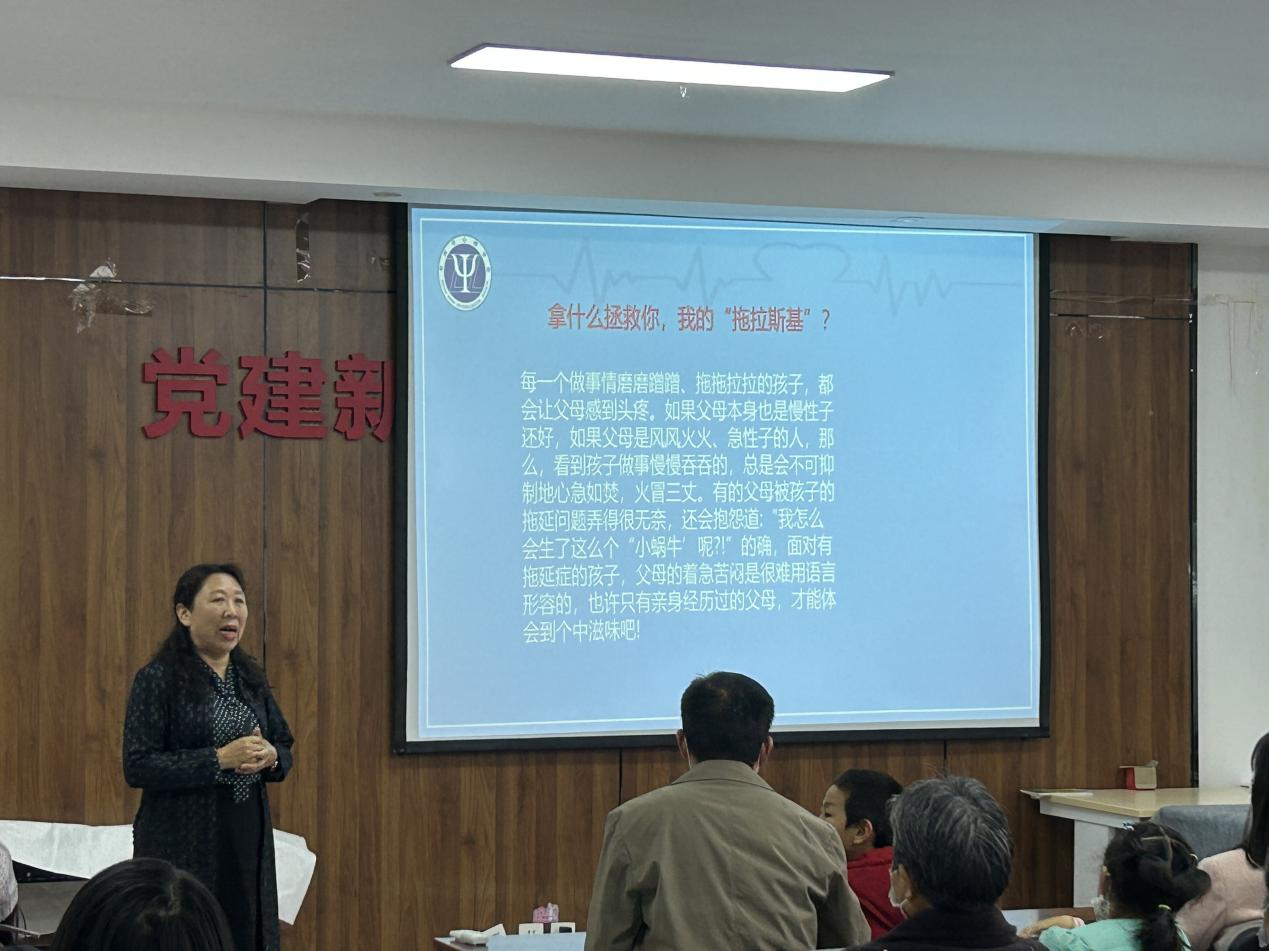 拿什么拯救你，我的“拖拉斯基”？
每一个做事情磨磨蹭蹭、拖拖拉拉的孩子，都
会让父母感到头疼。如果父母本身也是慢性子
还好，如果父母是风风火火、急性子的人，那
么，看到孩子做事慢慢吞吞的，总是会不可抑
制地心急如焚，火冒三丈。有的父母被孩子的
拖延问题弄得很无奈，还会抱怨道：“我怎么
会生了这么个“小蜗牛’呢?!”的确，面对有
拖延症的孩子，父母的着急苦闷是很难用语言
形容的，也许只有亲身经历过的父母，才能体
会到个中滋味吧!
党建新